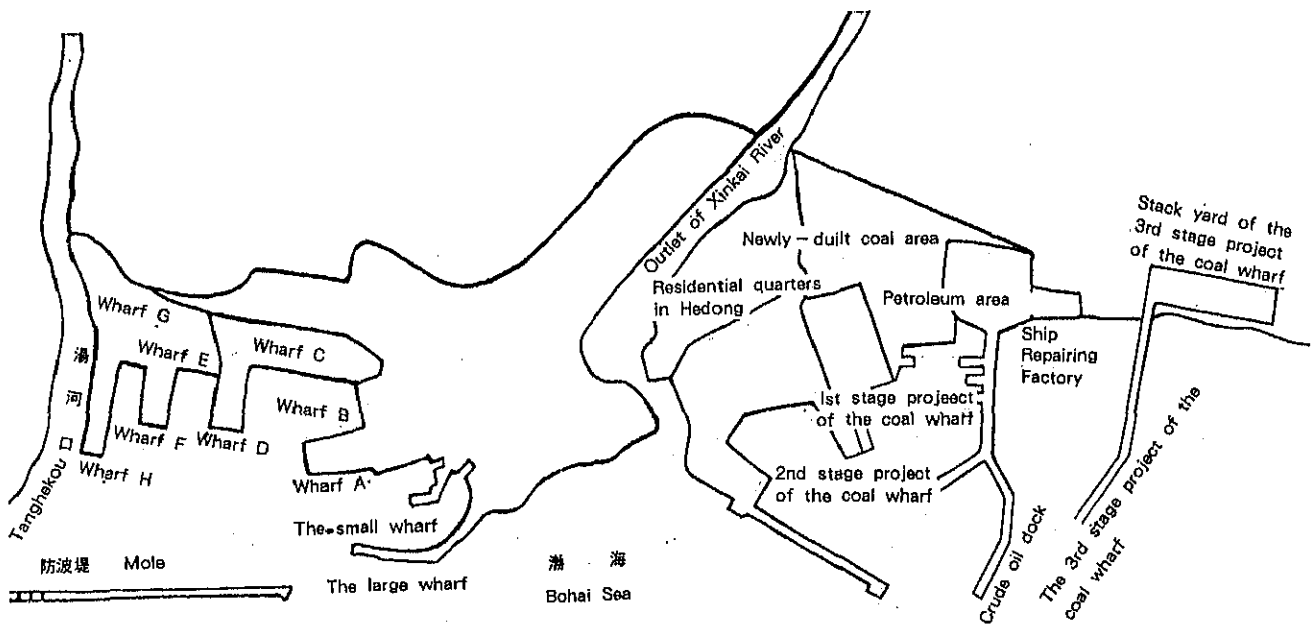 Outlet of Xinkai River
Stack yard of the
3rd stage project
of the coal wharf
Newly-duilt coal area
Residential quarters
in Hedong
Petroleum area
Ship
Repairing
Factory
1st stage projeect
of the coal wharf
2nd stage project
of the coal wharf
Crude oil dock
The 3rd stage project of the
coal wharf
Wharf G
Wharf E
Wharf C
Wharf B
Wharf F
Wharf D
Wharf H
Wharf A
湯河口
Tanghekou
The small wharf
The large wharf
防波堤 Mole
渤海
Bohai Sea